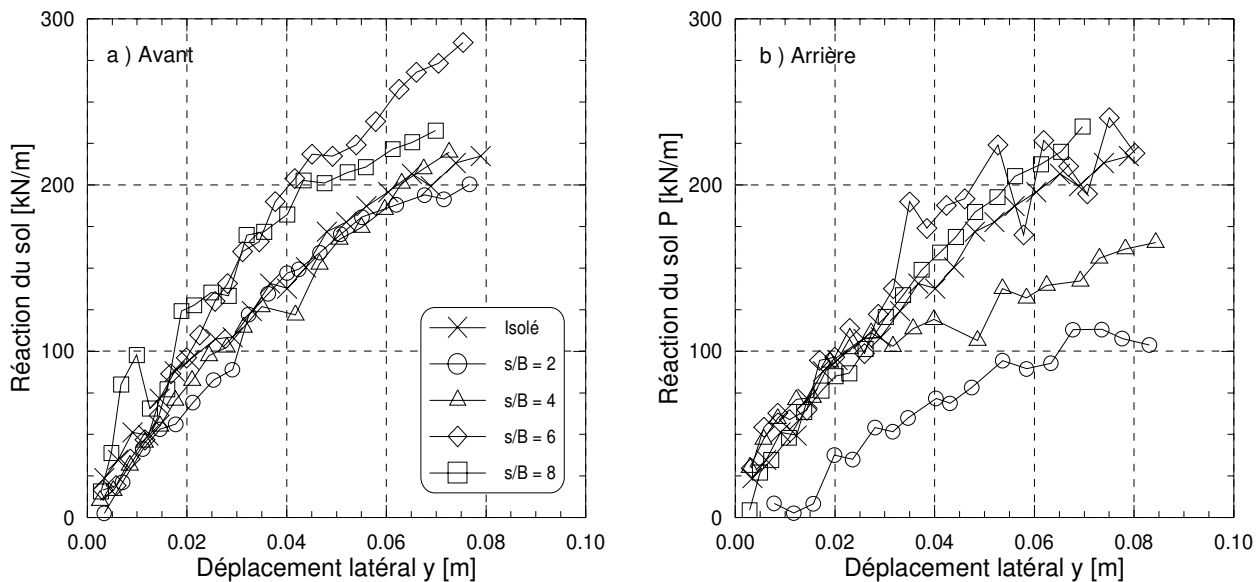 a ) Avant
Réaction du sol [kN/m]
300
200
100
0
0.00 0.02 0.04 0.06 0.08 0.10
Déplacement latéral y [m]
Isolé
s/B = 2
s/B = 4
s/B = 6
s/B = 8
b ) Arrière
Réaction du sol P [kN/m]
300
200
100
0
0.00 0.02 0.04 0.06 0.08 0.10
Déplacement latéral y [m]